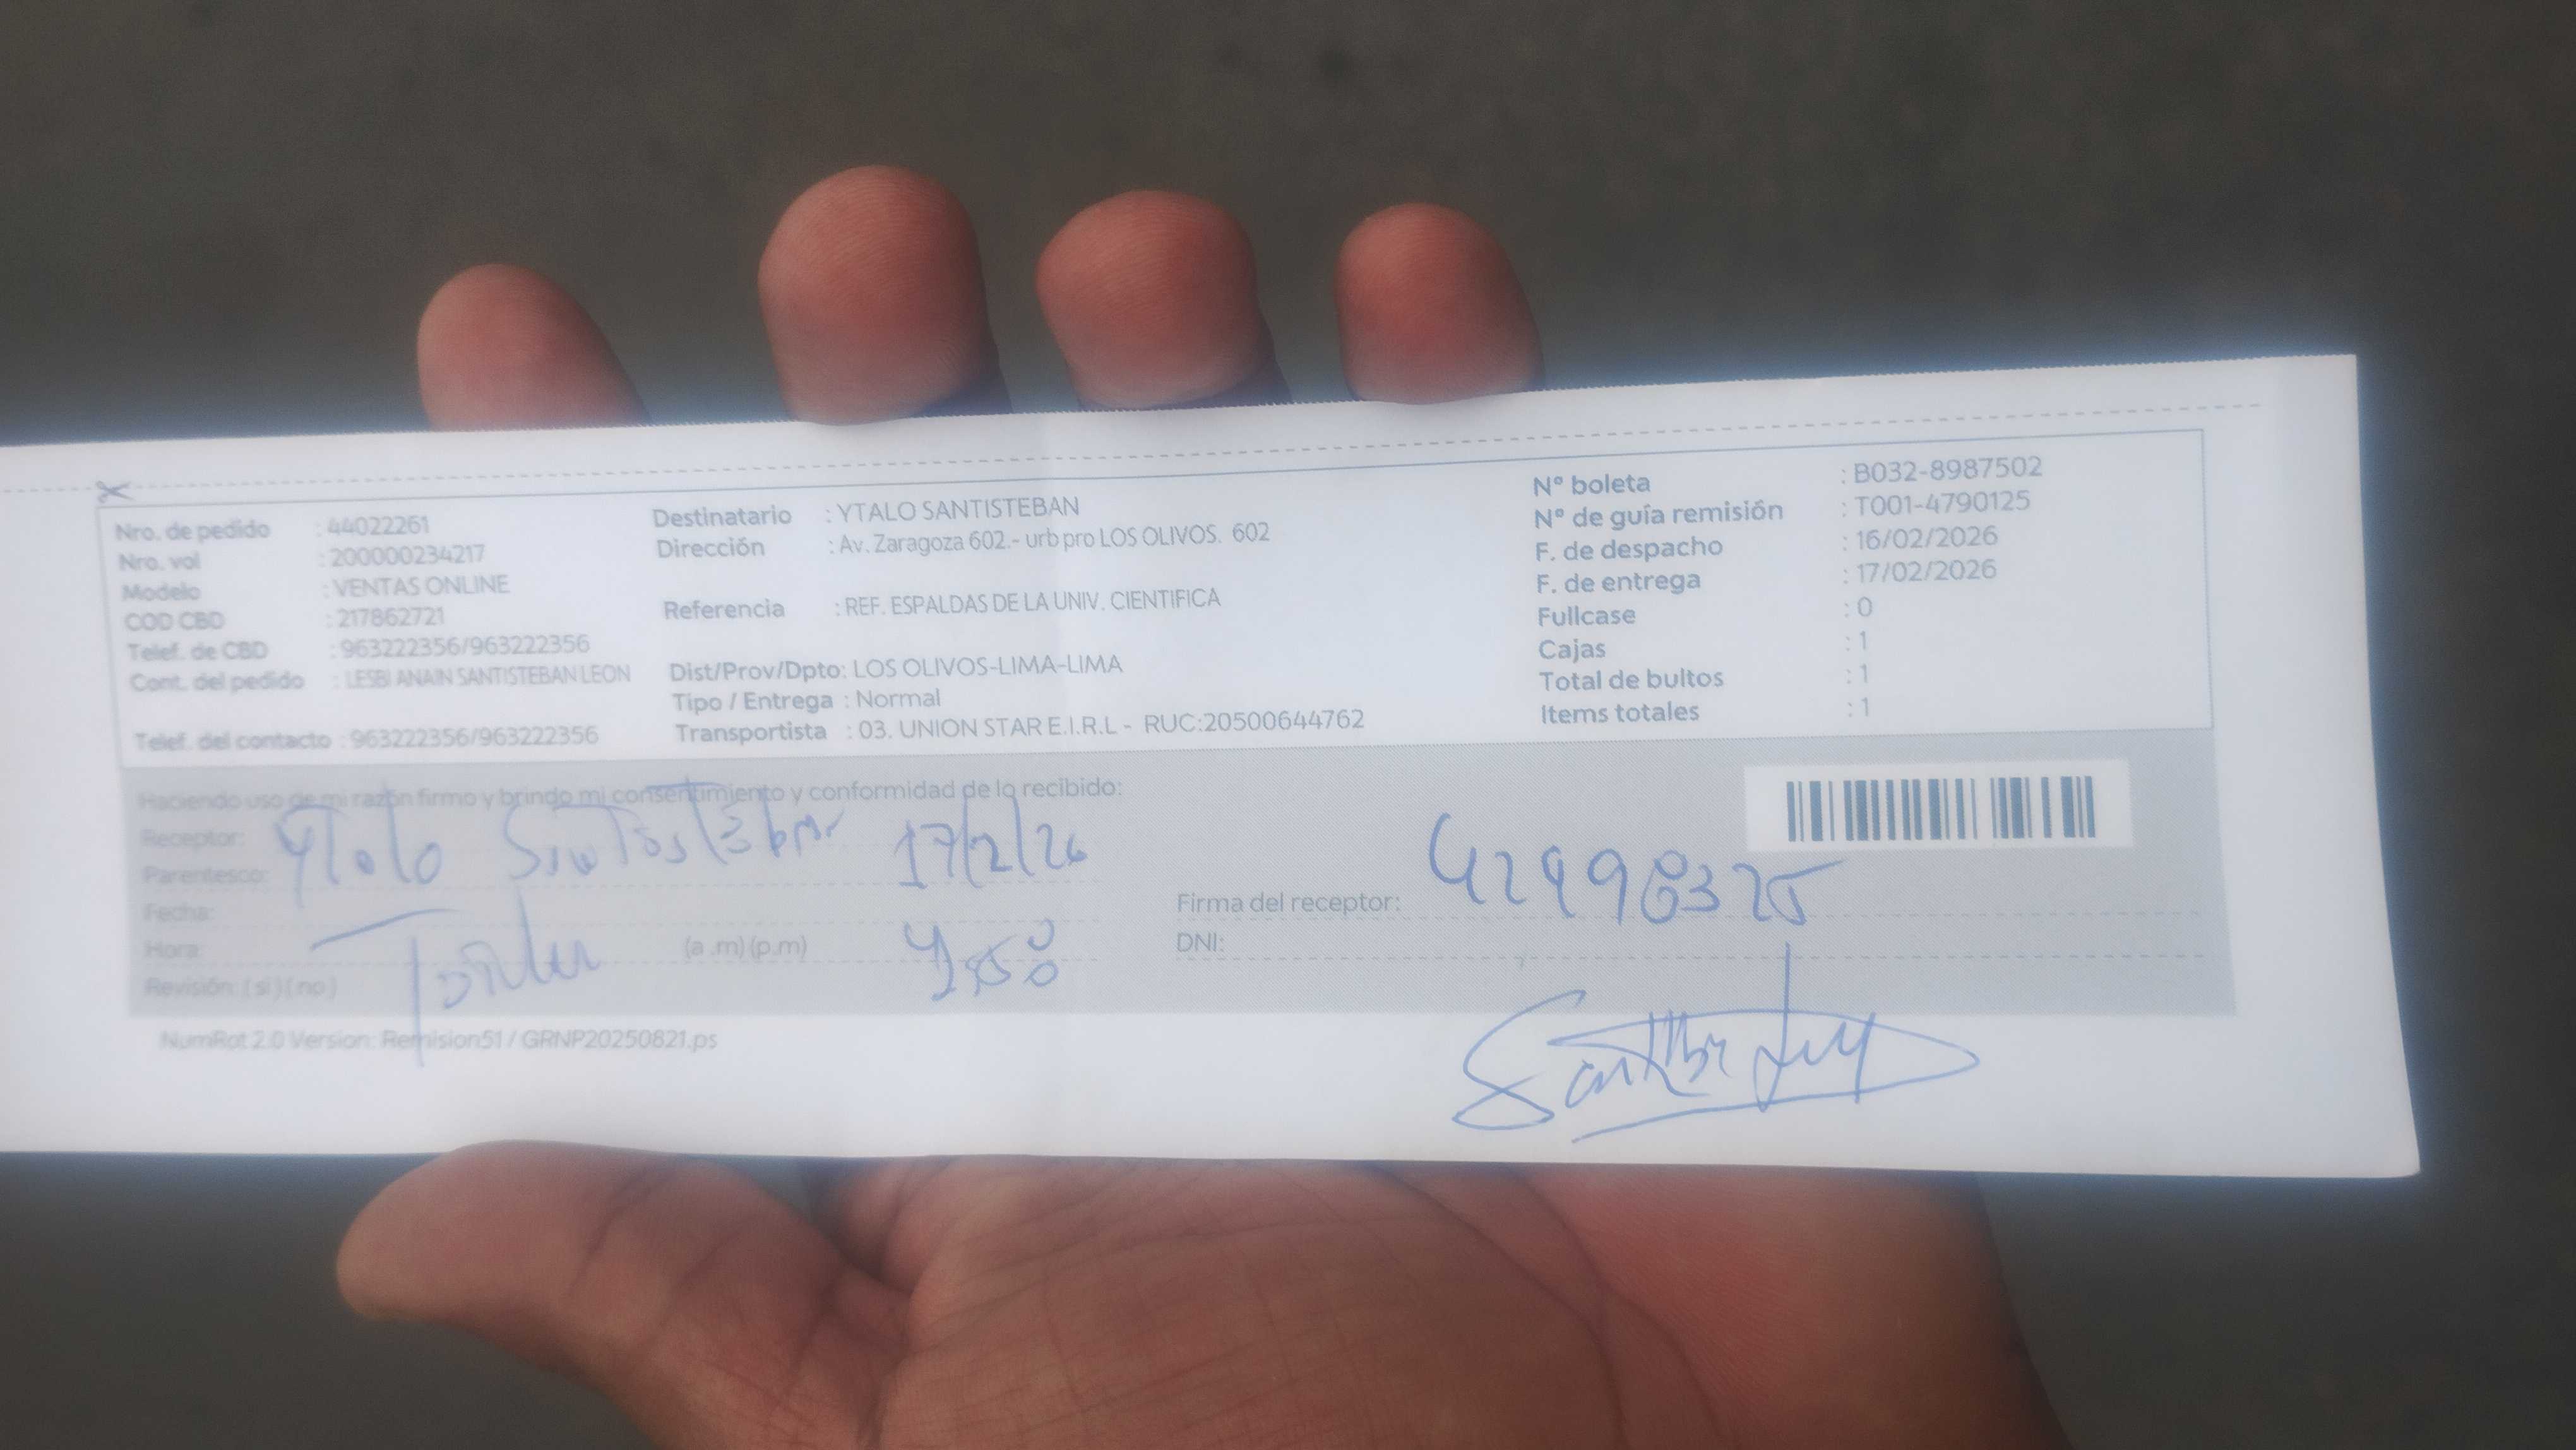 Nro. de pedido : 44022261
Nro. vol : 200000234217
Modelo : VENTAS ONLINE
COD CBD : 217862721
Telef. de CBD : 963222356/963222356
Cont. del pedido : LESBI ANAIN SANTISTEBAN LEON
Telef. del contacto : 963222356/963222356
Destinatario : YTALO SANTISTEBAN
Dirección : Av. Zaragoza 602.- urb pro LOS OLIVOS. 602
Referencia : REF. ESPALDAS DE LA UNIV. CIENTIFICA
Dist/Prov/Dpto: LOS OLIVOS-LIMA-LIMA
Tipo / Entrega : Normal
Transportista : 03. UNION STAR E.I.R.L - RUC:20500644762
Nº boleta : B032-8987502
Nº de guía remisión : T001-4790125
F. de despacho : 16/02/2026
F. de entrega : 17/02/2026
Fullcase : 0
Cajas : 1
Total de bultos : 1
Items totales : 1
Haciendo uso de mi razón firmo y brindo mi consentimiento y conformidad de lo recibido:
Receptor: Ytalo Santisteban 17/2/26
Parentesco:
Fecha:
Hora: (a .m) (p.m)
Revisión: ( si ) ( no )
Firma del receptor:
DNI:
NumRot 2.0 Version: Remision51 / GRNP20250821.ps